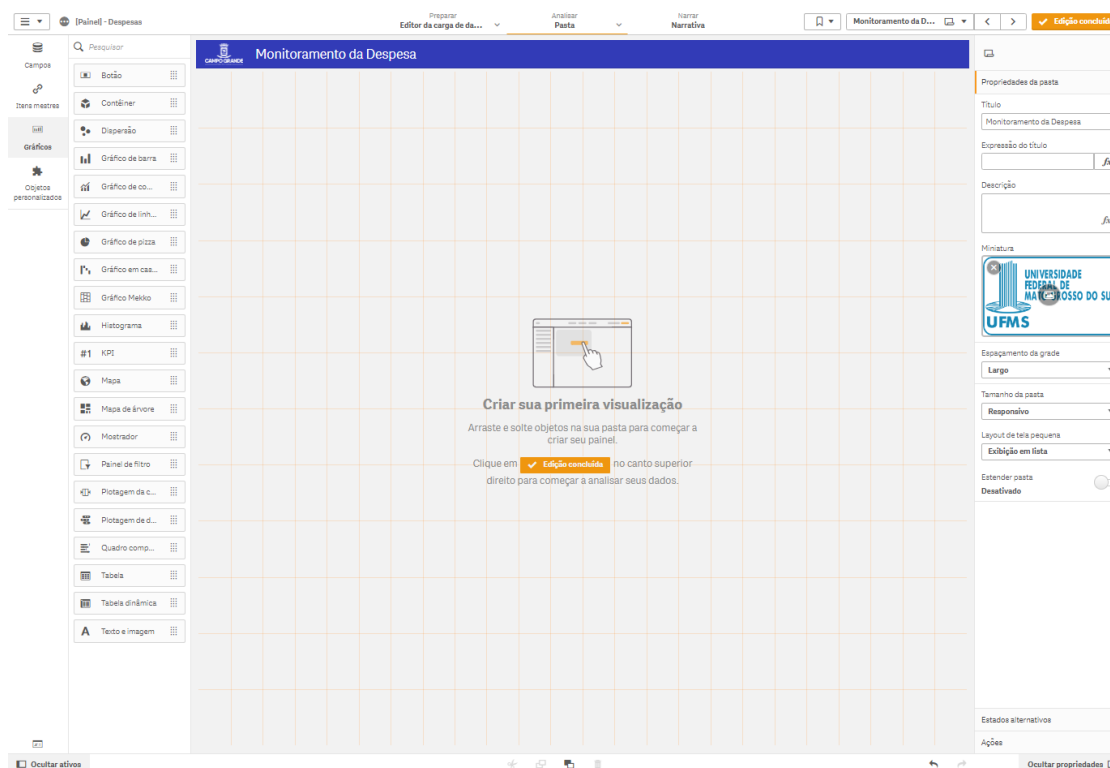 [Painel] - Despesas
Preparar
Editor da carga de da...
Analisar
Pasta
Narrar
Narrativa
Monitoramento da D...
Edição concluída
Campos
Itens mestres
Gráficos
Objetos
personalizados
Pesquisar
Botão
Contêiner
Dispersão
Gráfico de barra
Gráfico de co...
Gráfico de linh...
Gráfico de pizza
Gráfico em cas...
Gráfico Mekko
Histograma
#1 KPI
Mapa
Mapa de árvore
Mostrador
Painel de filtro
Plotagem da c...
Plotagem de d...
Quadro comp...
Tabela
Tabela dinâmica
A Texto e imagem
CAMPO GRANDE
Monitoramento da Despesa
Criar sua primeira visualização
Arraste e solte objetos na sua pasta para começar a
criar seu painel.
Clique em Edição concluída no canto superior
direito para começar a analisar seus dados.
Propriedades da pasta
Título
Monitoramento da Despesa
Expressão do título
Descrição
Miniatura
UNIVERSIDADE
FEDERAL DE
UFMS
Espaçamento da grade
Largo
Tamanho da pasta
Responsivo
Layout de tela pequena
Exibição em lista
Estender pasta
Desativado
Estados alternativos
Ações
Ocultar ativos
Ocultar propriedades